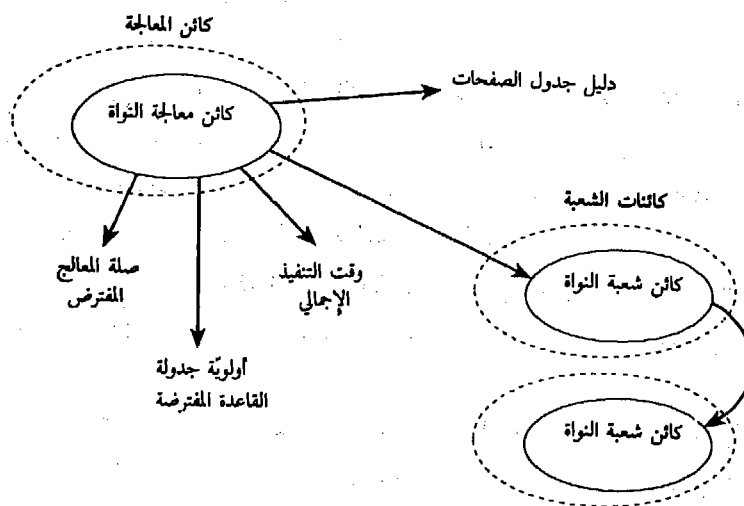 كائن المعالجة
دليل جدول الصفحات
كائن معالجة النواة
كائنات الشعبة
صلة المعالج
المفترض
وقت التنفيذ
الإجمالي
كائن شعبة النواة
أولويّة جدولة
القاعدة المفترضة
كائن شعبة النواة